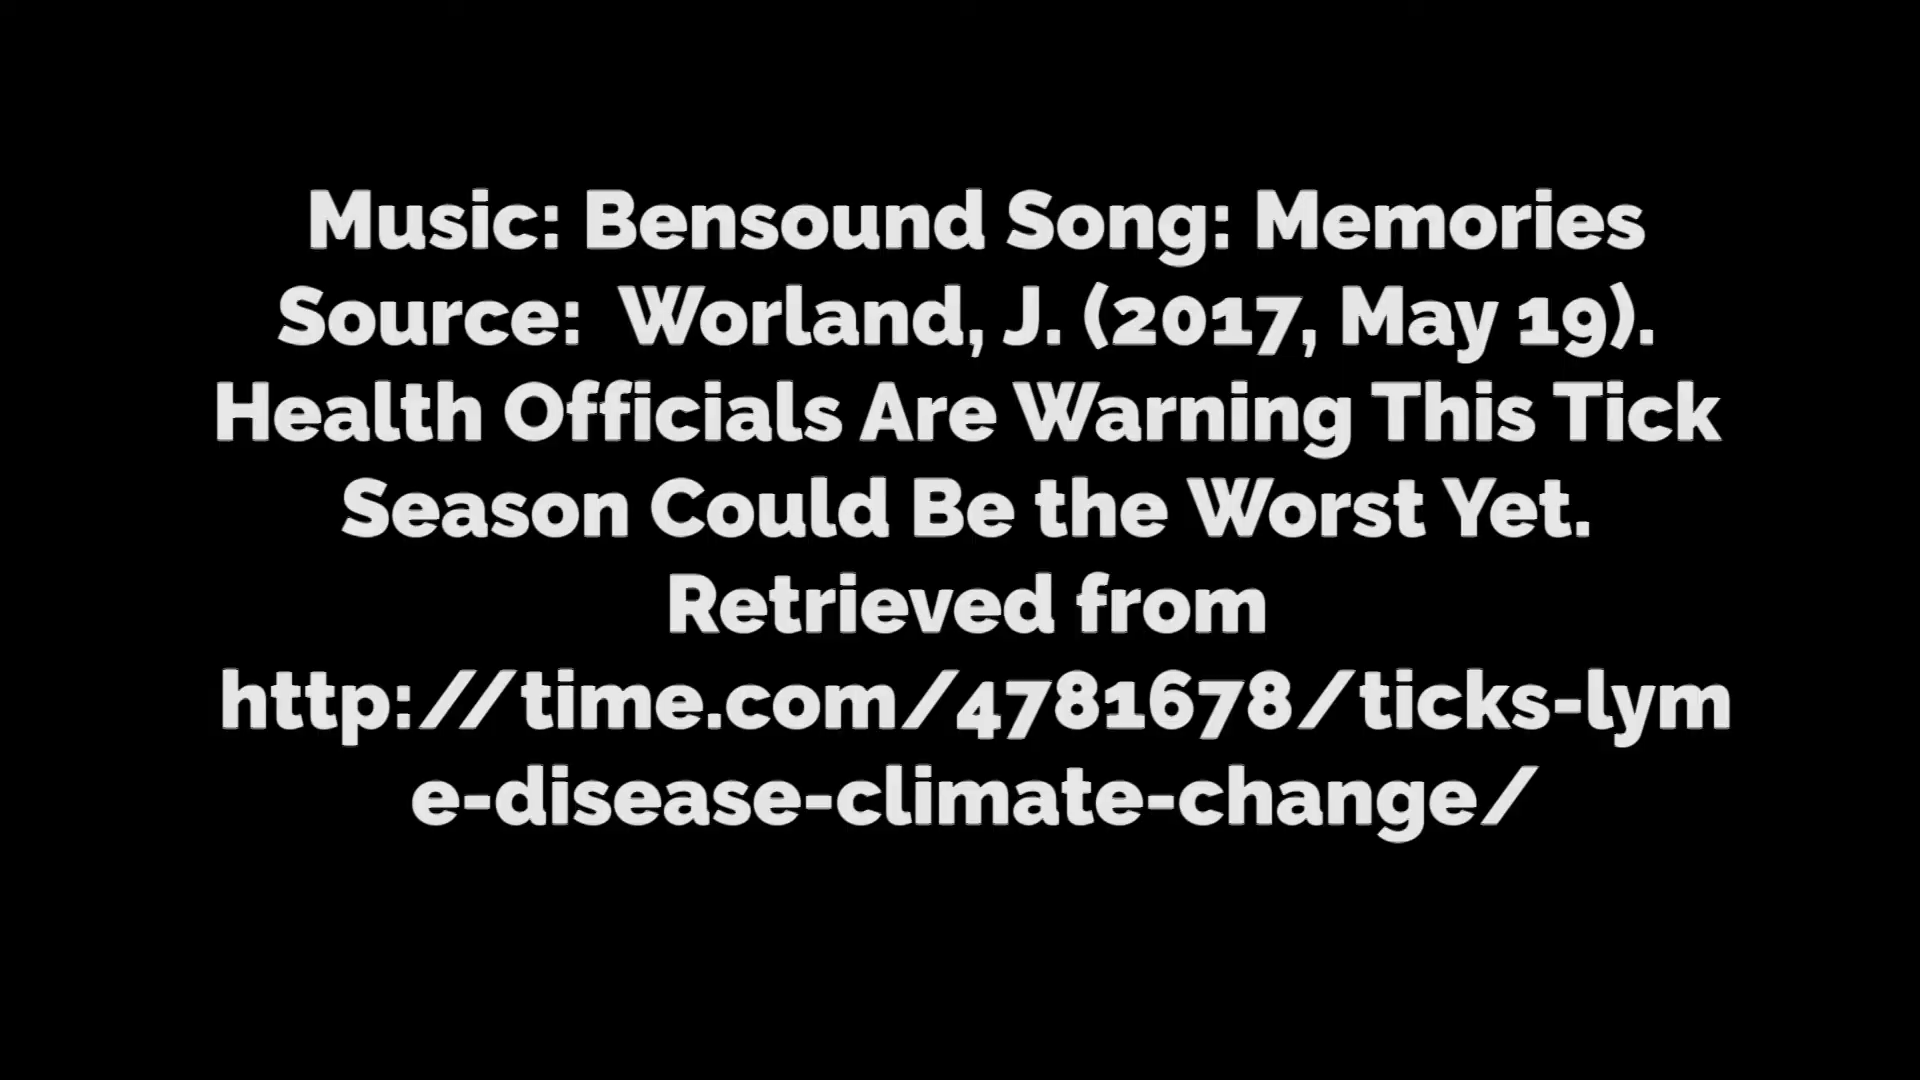 Music: Bensound Song: Memories
Source:  Worland, J. (2017, May 19).
Health Officials Are Warning This Tick
Season Could Be the Worst Yet.
Retrieved from
http://time.com/4781678/ticks-lym
e-disease-climate-change/